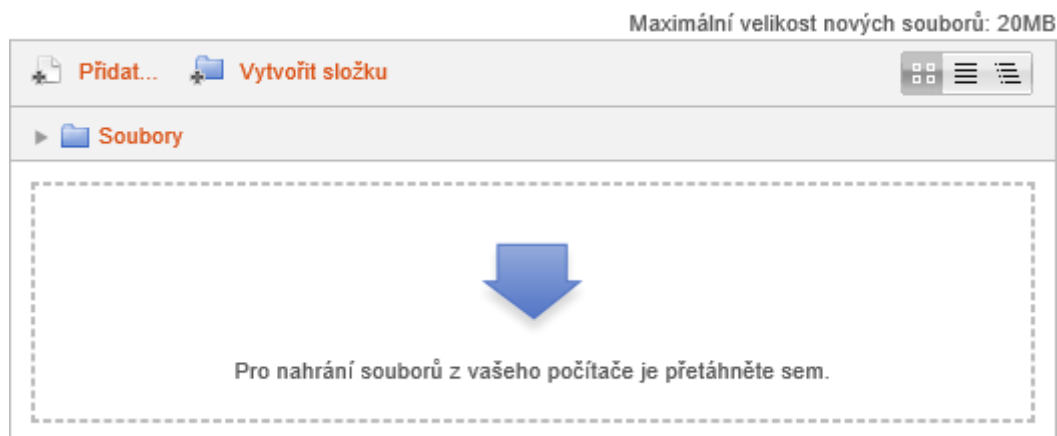 Maximální velikost nových souborů: 20MB
Přidat... Vytvořit složku
Soubory
Pro nahrání souborů z vašeho počítače je přetáhněte sem.